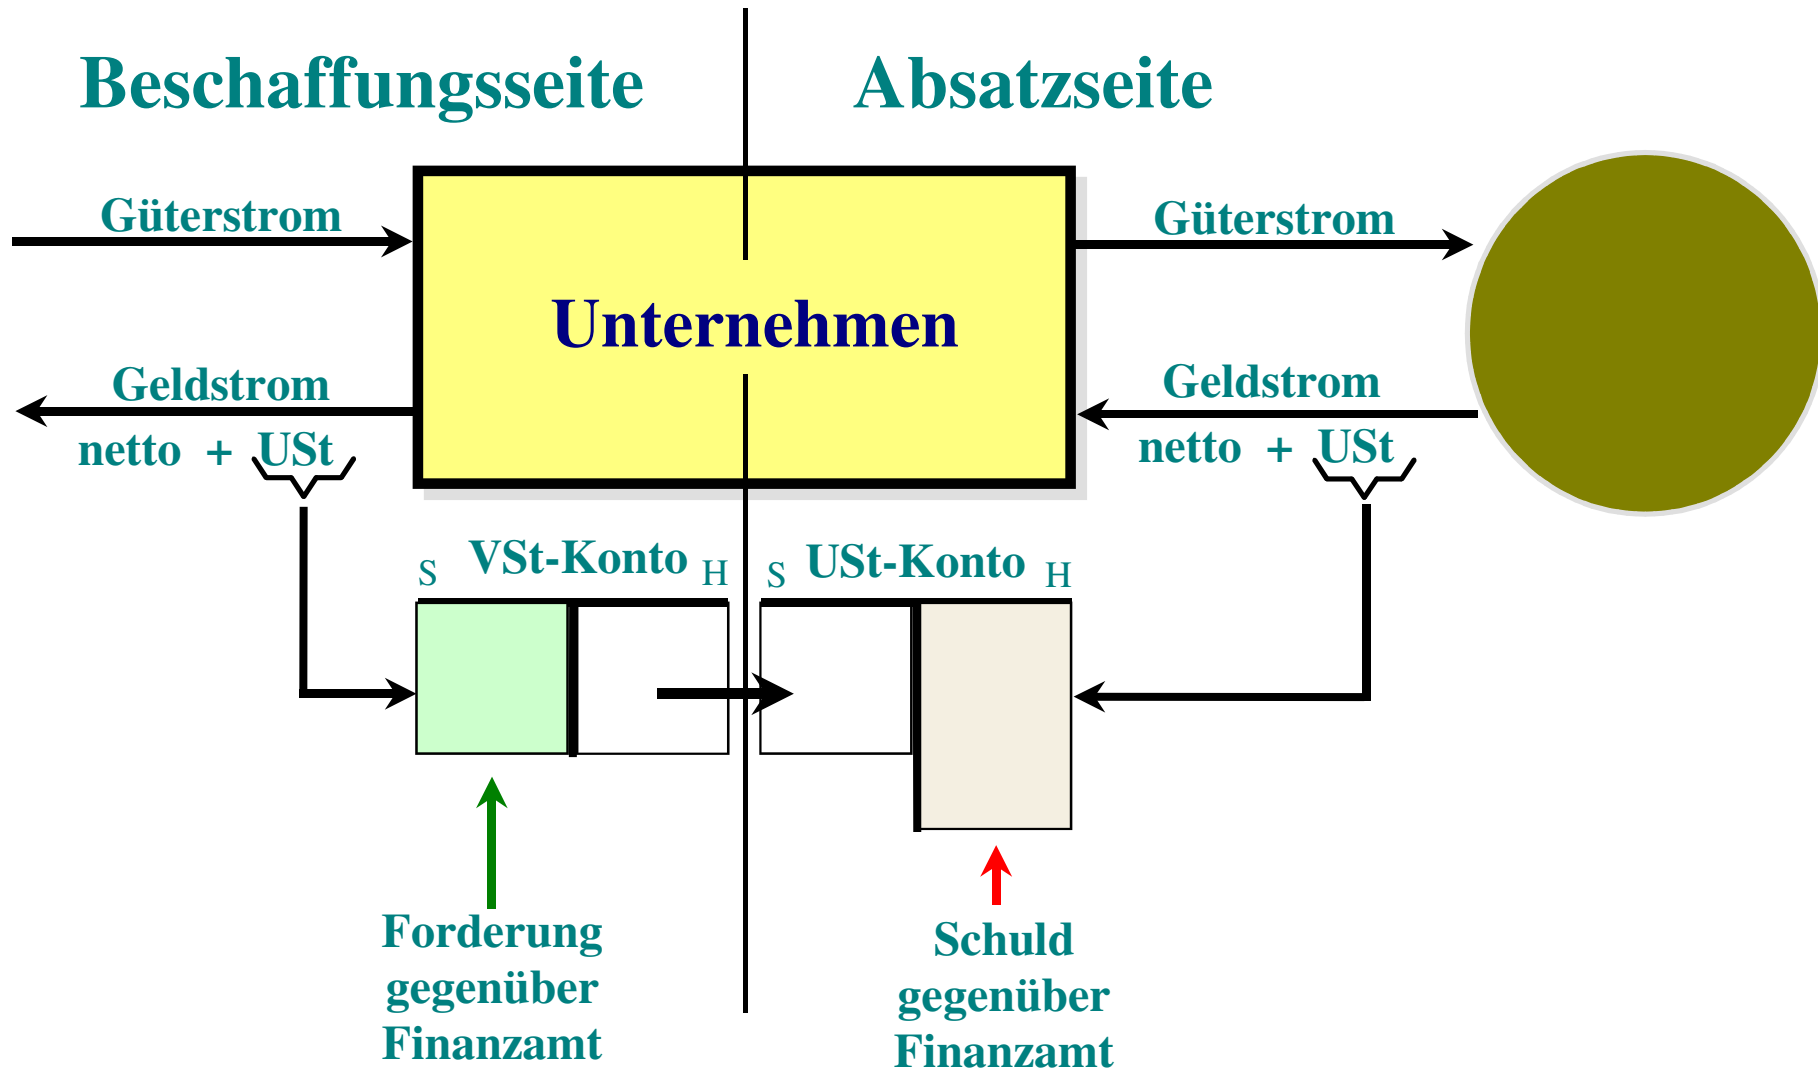 Beschaffungsseite
Absatzseite
Güterstrom
Güterstrom
Unternehmen
Geldstrom
netto + USt
Geldstrom
netto + USt
S VSt-Konto H
S USt-Konto H
Forderung
gegenüber
Finanzamt
Schuld
gegenüber
Finanzamt